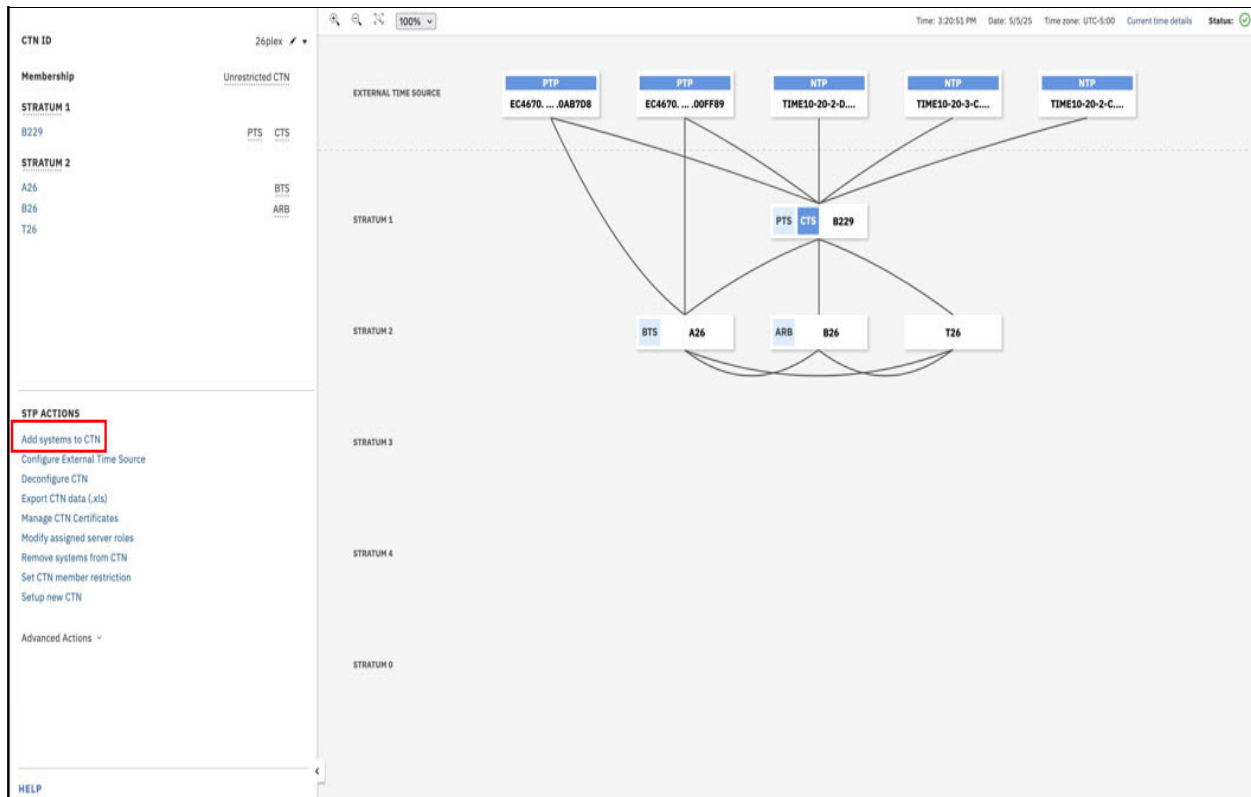 100%
Time: 3:20:51 PM Date: 5/5/25 Time zone: UTC-5:00 Current time details Status:
CTN ID 26plex
Membership Unrestricted CTN
STRATUM 1
B229 PTS CTS
STRATUM 2
A26 BTS
B26 ARB
T26
STP ACTIONS
Add systems to CTN
Configure External Time Source
Deconfigure CTN
Export CTN data (.xls)
Manage CTN Certificates
Modify assigned server roles
Remove systems from CTN
Set CTN member restriction
Setup new CTN
Advanced Actions
HELP
EXTERNAL TIME SOURCE
PTP PTP NTP NTP NTP
EC4670. ... .0AB7D8 EC4670. ... .00FF89 TIME10-20-2-D.... TIME10-20-3-C.... TIME10-20-2-C....
STRATUM 1
PTS CTS B229
STRATUM 2
BTS A26 ARB B26 T26
STRATUM 3
STRATUM 4
STRATUM 0